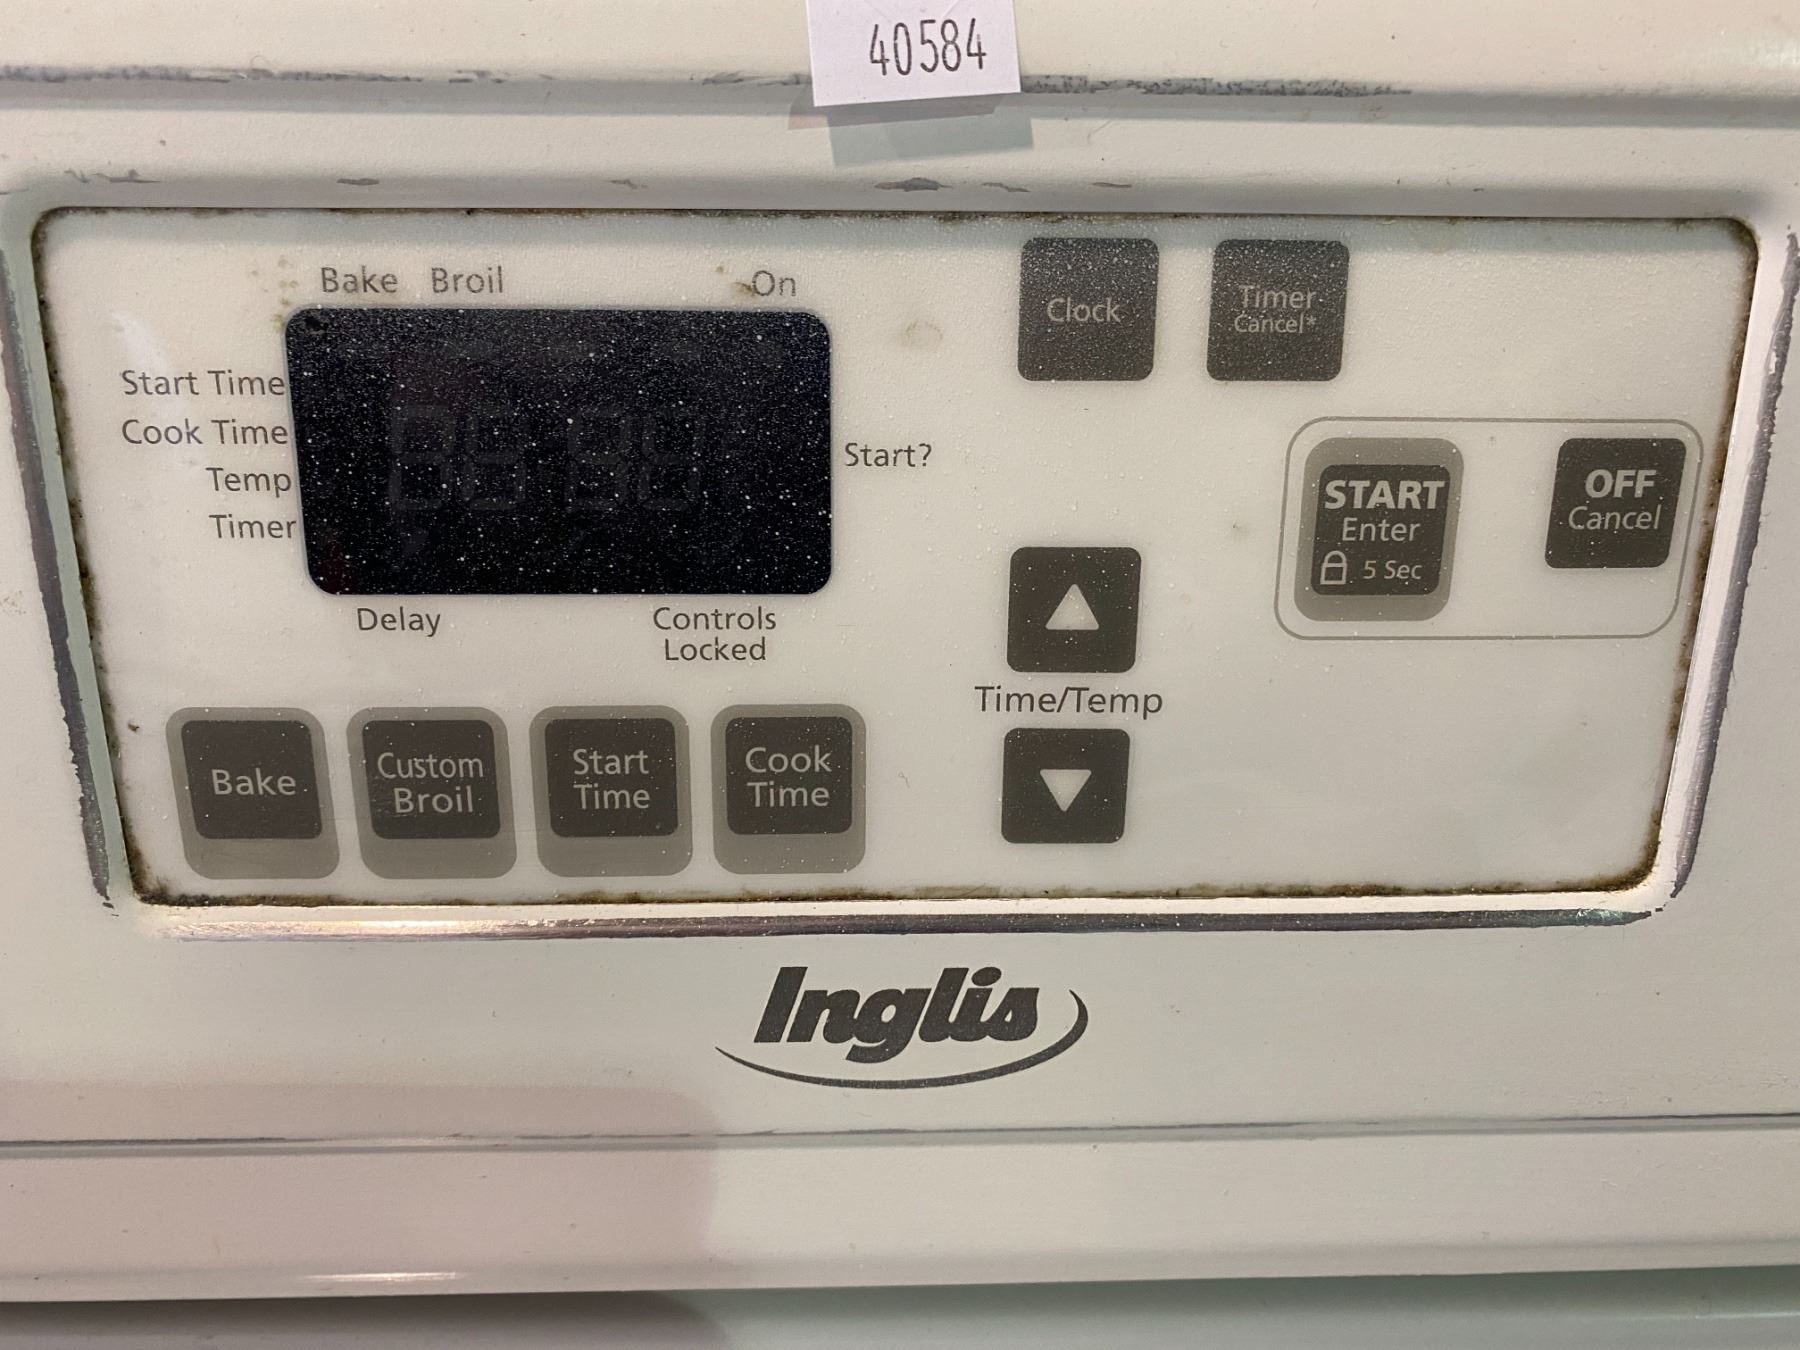 40584
Bake Broil On
Clock
Timer
Cancel*
Start Time
Cook Time
Temp
Timer
Start?
START
Enter
5 Sec
OFF
Cancel
Delay
Controls
Locked
Time/Temp
Bake
Custom
Broil
Start
Time
Cook
Time
Inglis